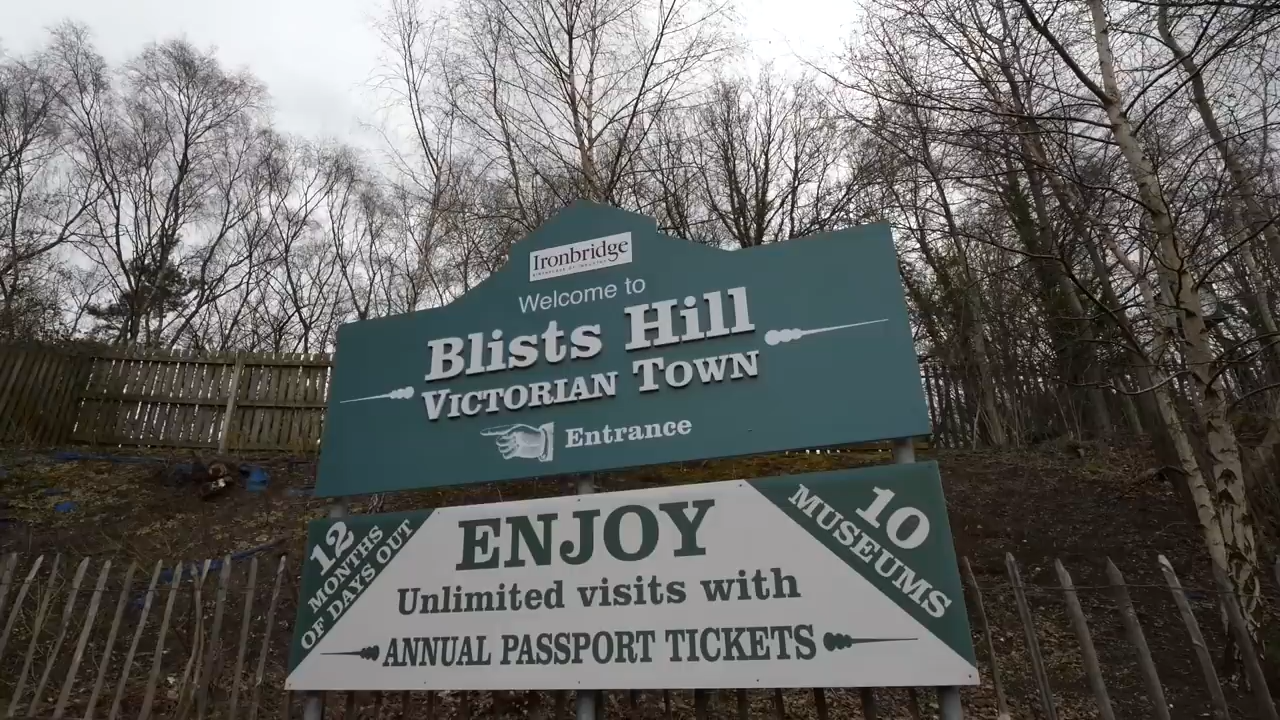 Ironbridge
Welcome to
Blists Hill
VICTORIAN TOWN
Entrance
12
MONTHS
OF DAYS OUT
ENJOY
Unlimited visits with
ANNUAL PASSPORT TICKETS
10
MUSEUMS